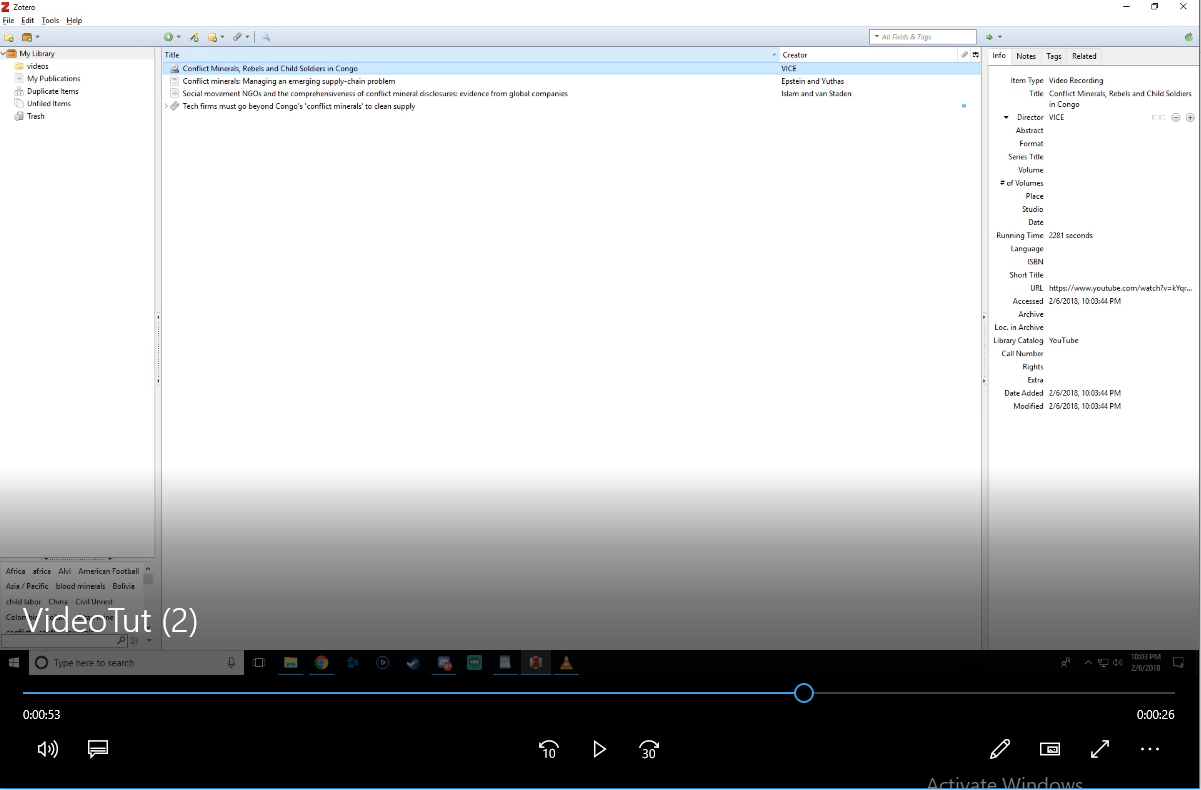 Zotero
File Edit Tools Help
All Fields & Tags
My Library
videos
My Publications
Duplicate Items
Unfiled Items
Trash
Title Creator
Conflict Minerals, Rebels and Child Soldiers in Congo VICE
Conflict minerals: Managing an emerging supply-chain problem Epstein and Yuthas
Social movement NGOs and the comprehensiveness of conflict mineral disclosures: evidence from global companies Islam and van Staden
Tech firms must go beyond Congo's 'conflict minerals' to clean supply
Info Notes Tags Related
Item Type Video Recording
Title Conflict Minerals, Rebels and Child Soldiers
in Congo
Director VICE
Abstract
Format
Series Title
Volume
# of Volumes
Place
Studio
Date
Running Time 2281 seconds
Language
ISBN
Short Title
URL https://www.youtube.com/watch?v=kYqr...
Accessed 2/6/2018, 10:03:44 PM
Archive
Loc. in Archive
Library Catalog YouTube
Call Number
Rights
Extra
Date Added 2/6/2018, 10:03:44 PM
Modified 2/6/2018, 10:03:44 PM
Africa africa Alvi American Football
Asia / Pacific blood minerals Bolivia
child labor China Civil Unrest
VideoTut (2)
Type here to search
10:03 PM
2/6/2018
0:00:53 0:00:26
10 30
Activate Windows